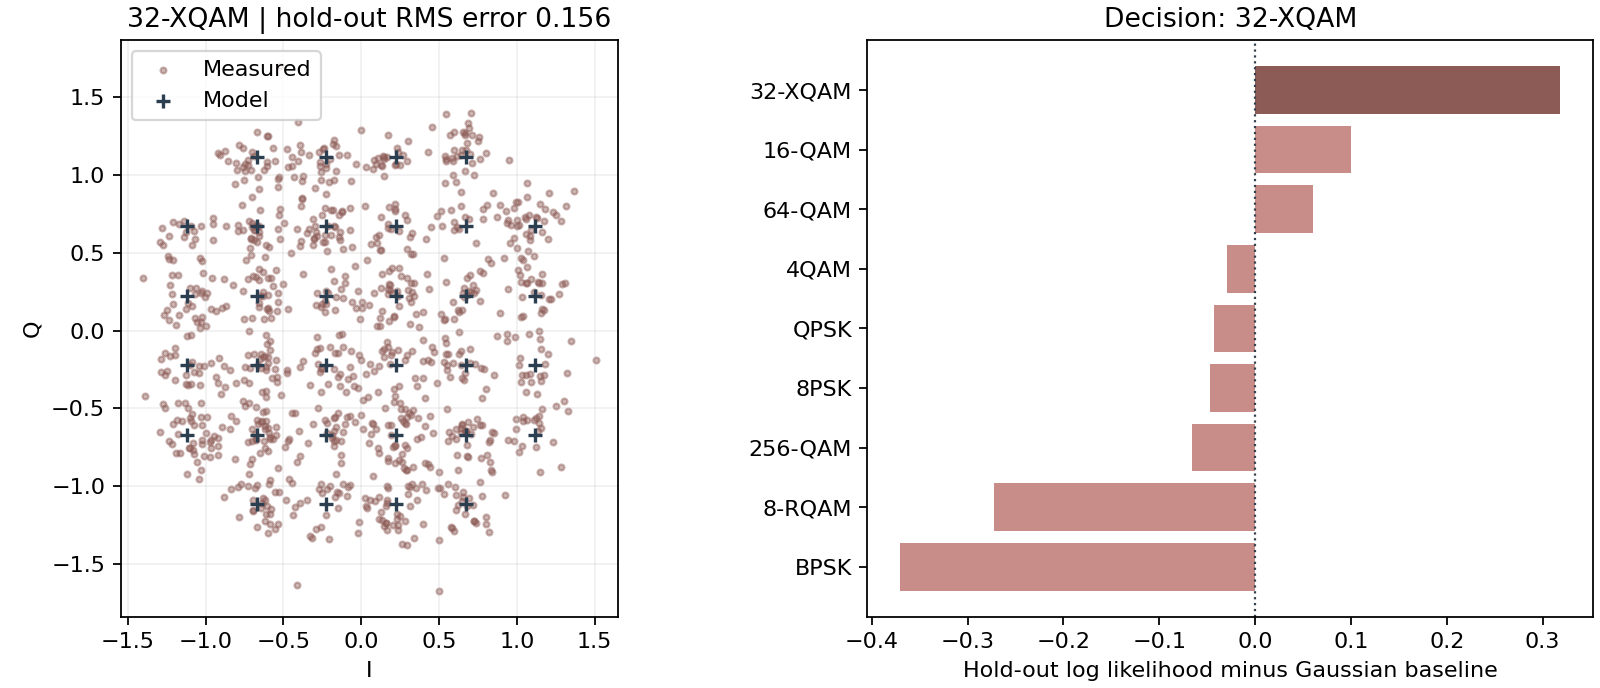 32-XQAM | hold-out RMS error 0.156
Measured
Model
1.5
1.0
0.5
0.0
−0.5
−1.0
−1.5
Q
−1.5 −1.0 −0.5 0.0 0.5 1.0 1.5
I
Decision: 32-XQAM
32-XQAM
16-QAM
64-QAM
4QAM
QPSK
8PSK
256-QAM
8-RQAM
BPSK
−0.4 −0.3 −0.2 −0.1 0.0 0.1 0.2 0.3
Hold-out log likelihood minus Gaussian baseline